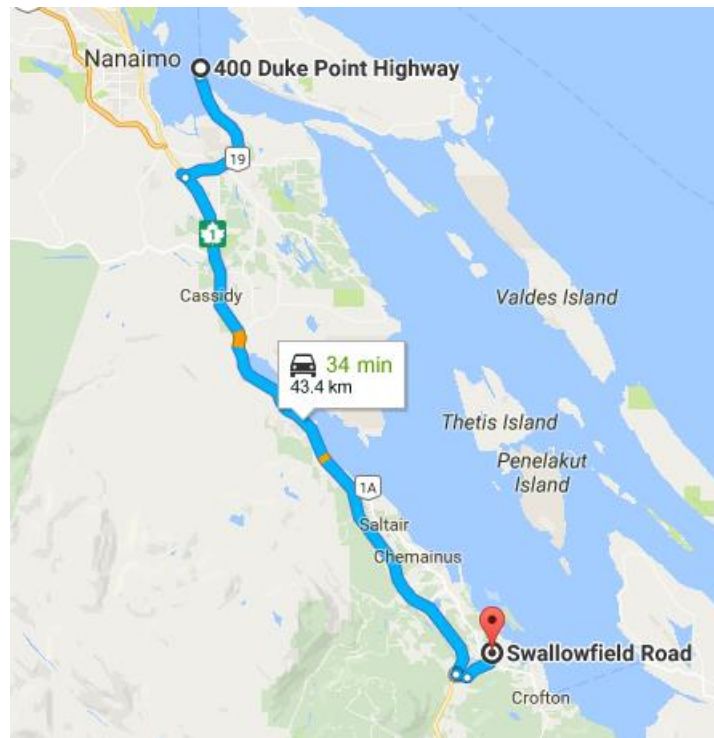 Nanaimo
400 Duke Point Highway
19
1
Cassidy
Valdes Island
34 min
43.4 km
Thetis Island
Penelakut
Island
1A
Saltair
Chemainus
Swallowfield Road
Crofton